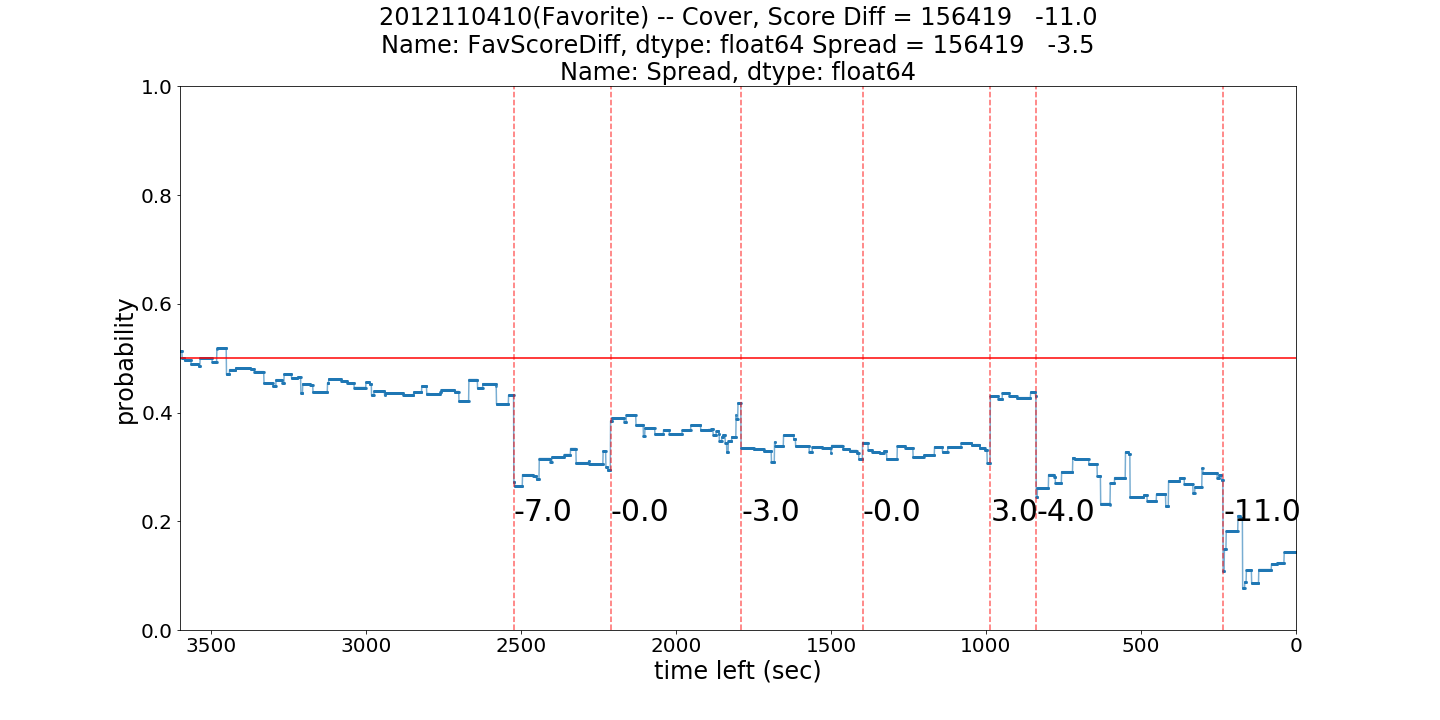 2012110410(Favorite) -- Cover, Score Diff = 156419   -11.0
Name: FavScoreDiff, dtype: float64 Spread = 156419   -3.5
Name: Spread, dtype: float64
1.0
0.8
0.6
0.4
0.2
0.0
probability
-7.0
-0.0
-3.0
-0.0
3.0
-4.0
-11.0
3500 3000 2500 2000 1500 1000 500 0
time left (sec)